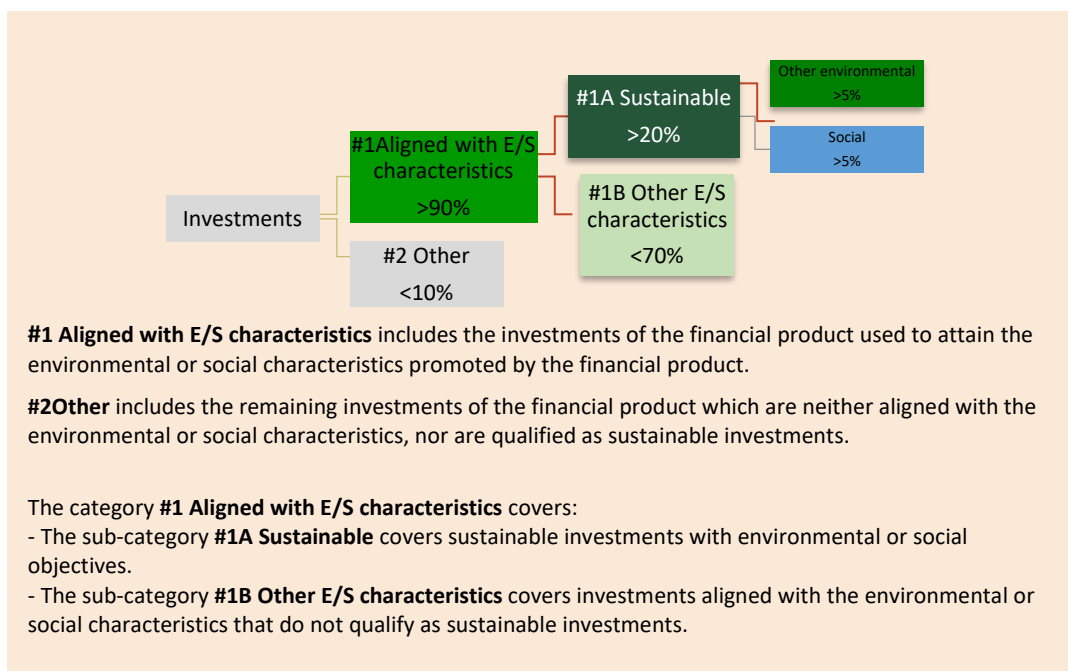 Other environmental
>5%
#1A Sustainable
>20%
Social
>5%
#1Aligned with E/S
characteristics
>90%
#1B Other E/S
characteristics
<70%
Investments
#2 Other
<10%
#1 Aligned with E/S characteristics includes the investments of the financial product used to attain the
environmental or social characteristics promoted by the financial product.
#2Other includes the remaining investments of the financial product which are neither aligned with the
environmental or social characteristics, nor are qualified as sustainable investments.
The category #1 Aligned with E/S characteristics covers:
- The sub-category #1A Sustainable covers sustainable investments with environmental or social
objectives.
- The sub-category #1B Other E/S characteristics covers investments aligned with the environmental or
social characteristics that do not qualify as sustainable investments.